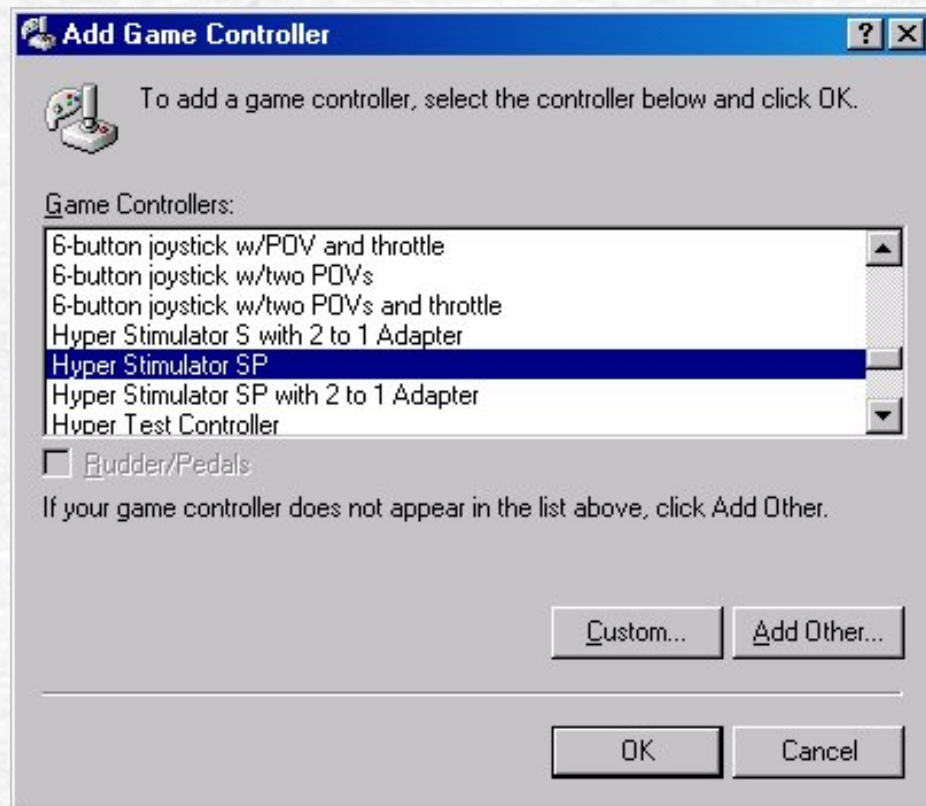 Add Game Controller
To add a game controller, select the controller below and click OK.
Game Controllers:
6-button joystick w/POV and throttle
6-button joystick w/two POVs
6-button joystick w/two POVs and throttle
Hyper Stimulator S with 2 to 1 Adapter
Hyper Stimulator SP
Hyper Stimulator SP with 2 to 1 Adapter
Hyper Test Controller
Rudder/Pedals
If your game controller does not appear in the list above, click Add Other.
Custom... Add Other...
OK Cancel